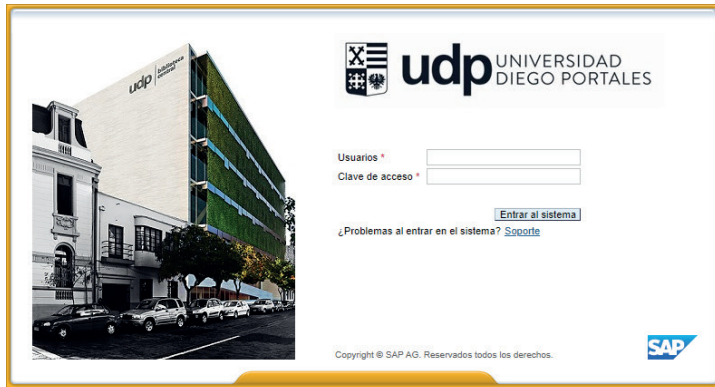 udp biblioteca
central
udp UNIVERSIDAD
DIEGO PORTALES
Usuarios *
Clave de acceso *
Entrar al sistema
¿Problemas al entrar en el sistema? Soporte
Copyright © SAP AG. Reservados todos los derechos.
SAP